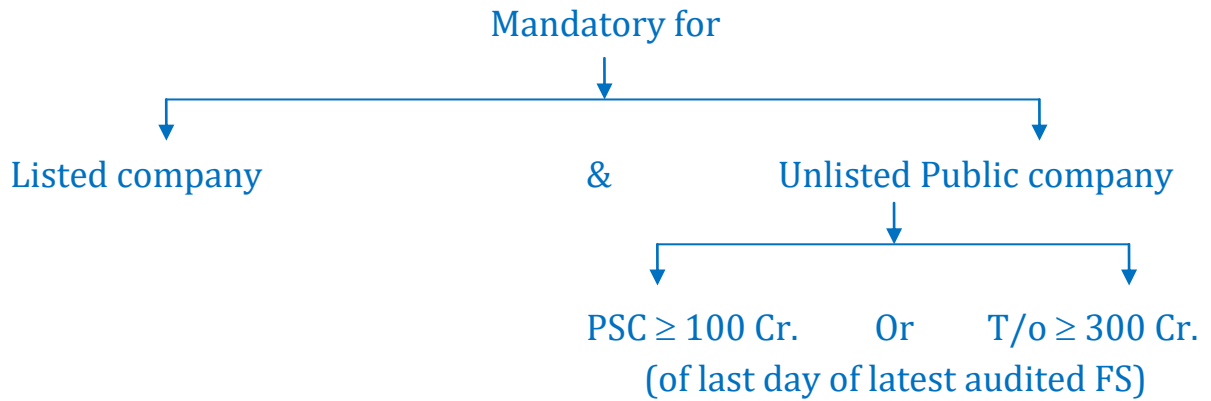 Mandatory for
Listed company & Unlisted Public company
PSC ≥ 100 Cr. Or T/o ≥ 300 Cr.
(of last day of latest audited FS)